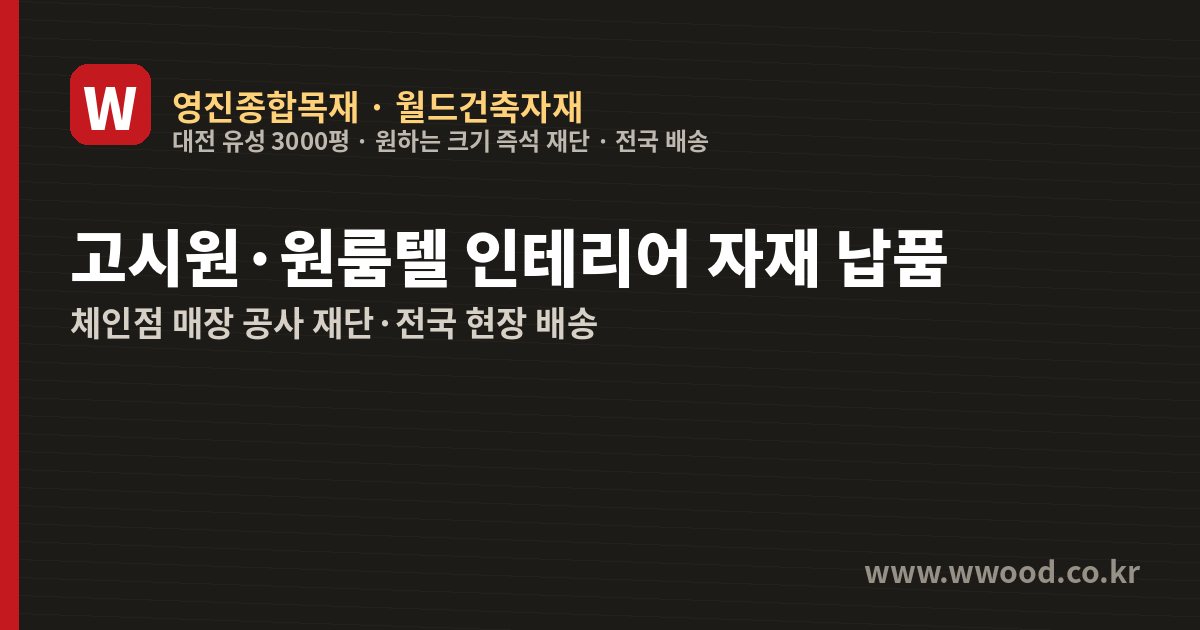 W
영진종합목재 · 월드건축자재
대전 유성 3000평 · 원하는 크기 즉석 재단 · 전국 배송
고시원·원룸텔 인테리어 자재 납품
체인점 매장 공사 재단·전국 현장 배송
www.wwood.co.kr